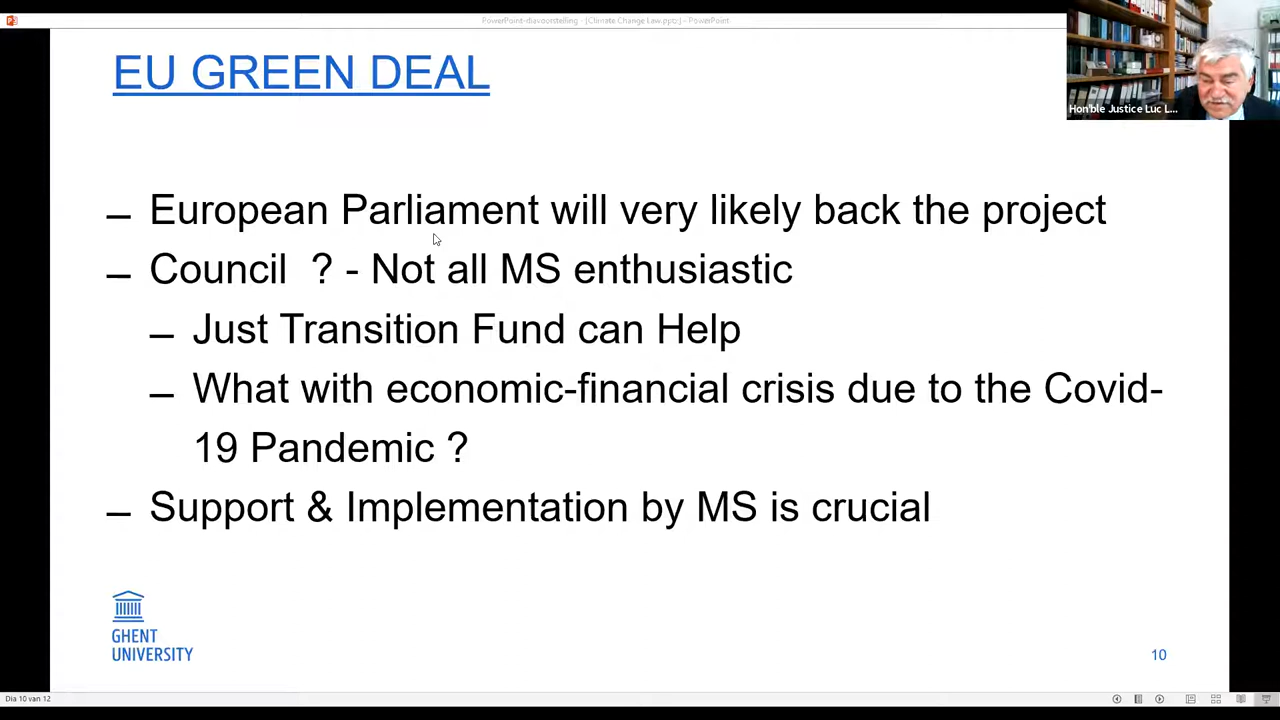 PowerPoint-diavoorstelling - [Climate Change Law.pptx] - PowerPoint
EU GREEN DEAL
Hon'ble Justice Luc L...
– European Parliament will very likely back the project
– Council ? - Not all MS enthusiastic
– Just Transition Fund can Help
– What with economic-financial crisis due to the Covid-
19 Pandemic ?
– Support & Implementation by MS is crucial
GHENT
UNIVERSITY
10
Dia 10 van 12